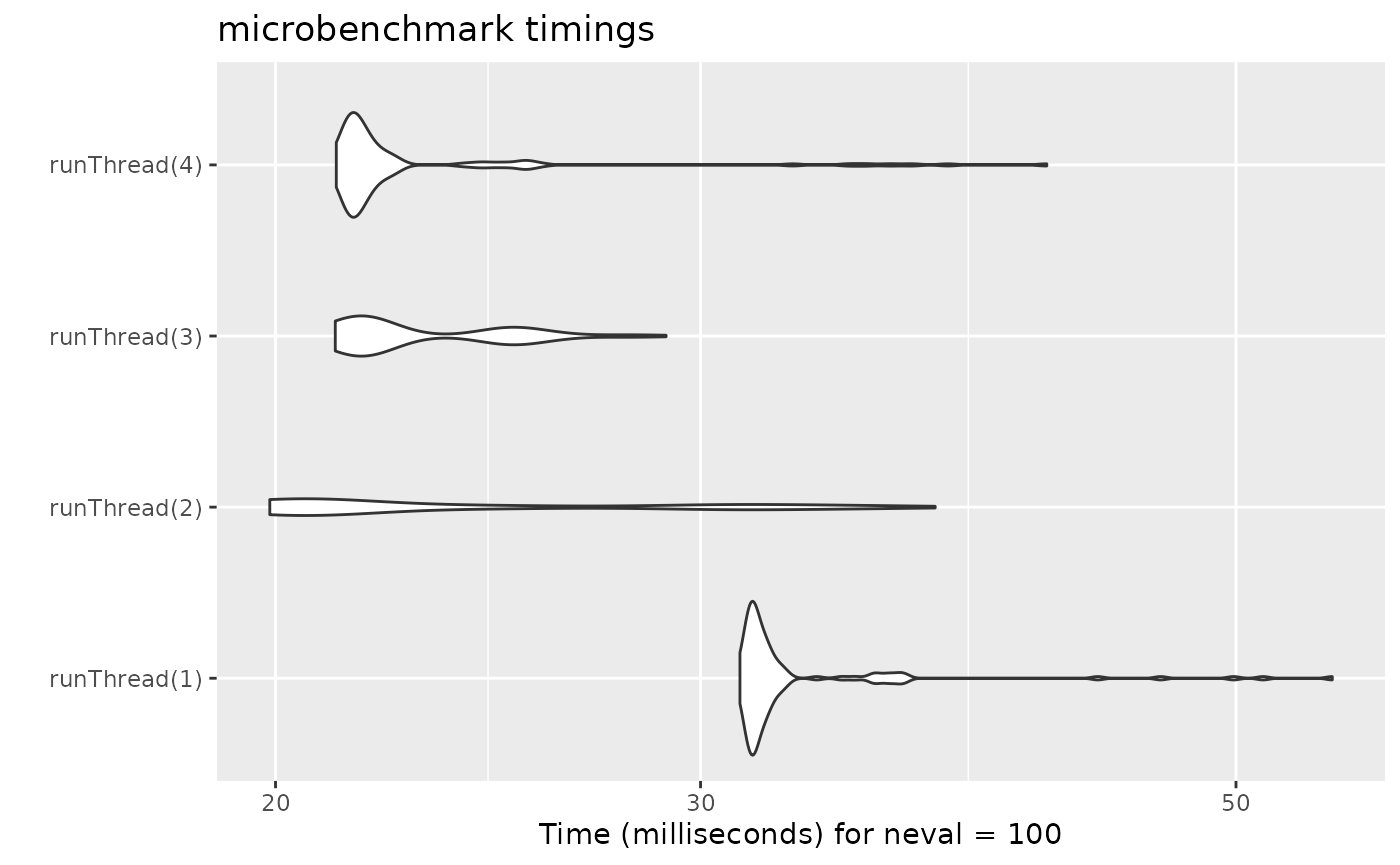 microbenchmark timings
runThread(4)
runThread(3)
runThread(2)
runThread(1)
20 30 50
Time (milliseconds) for neval = 100